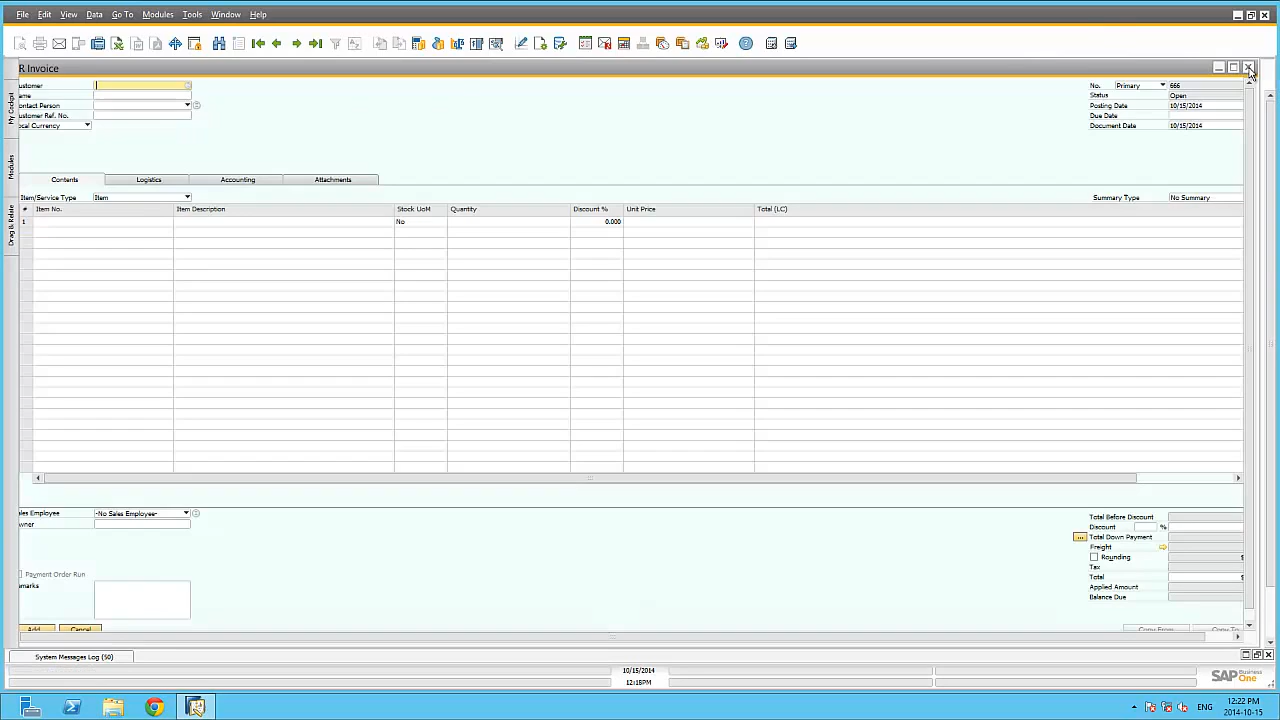 File Edit View Data Go To Modules Tools Window Help
R Invoice
ustomer
No. Primary 666
ame
Status Open
ontact Person
Posting Date 10/15/2014
ustomer Ref. No.
Due Date
ocal Currency
Document Date 10/15/2014
My Cockpit
Modules
Drag & Relate
Contents Logistics Accounting Attachments
Item/Service Type Item
Summary Type No Summary
# Item No. Item Description Stock UoM Quantity Discount % Unit Price Total (LC)
1 No 0.000
ales Employee -No Sales Employee-
wner
Total Before Discount
Discount %
... Total Down Payment
Freight
Rounding $
Tax
Total $
Applied Amount
Balance Due
Payment Order Run
marks
Add Cancel
Copy From Copy To
System Messages Log (50)
10/15/2014
12:18PM
SAP Business One
ENG
12:22 PM
2014-10-15